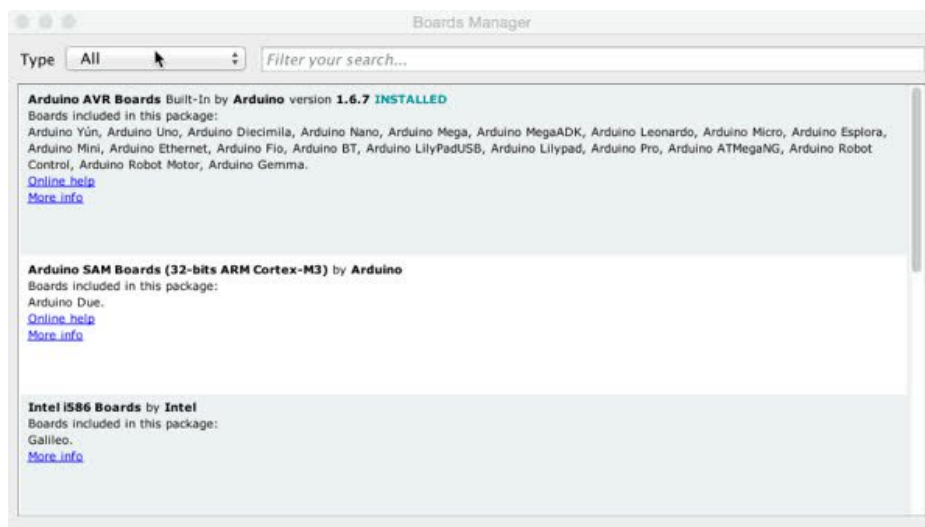 Boards Manager
Type All Filter your search...
Arduino AVR Boards Built-In by Arduino version 1.6.7 INSTALLED
Boards included in this package:
Arduino Yún, Arduino Uno, Arduino Diecimila, Arduino Nano, Arduino Mega, Arduino MegaADK, Arduino Leonardo, Arduino Micro, Arduino Esplora,
Arduino Mini, Arduino Ethernet, Arduino Fio, Arduino BT, Arduino LilyPadUSB, Arduino Lilypad, Arduino Pro, Arduino ATMegaNG, Arduino Robot
Control, Arduino Robot Motor, Arduino Gemma.
Online help
More info
Arduino SAM Boards (32-bits ARM Cortex-M3) by Arduino
Boards included in this package:
Arduino Due.
Online help
More info
Intel i586 Boards by Intel
Boards included in this package:
Galileo.
More info